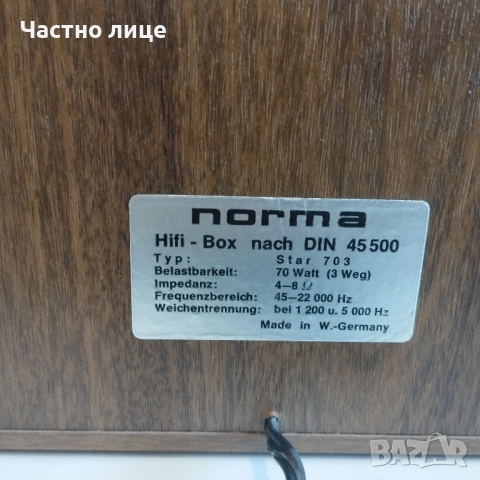 Частно лице
norma
Hifi - Box nach DIN 45500
Typ: Star 703
Belastbarkeit: 70 Watt (3 Weg)
Impedanz: 4–8 Ω
Frequenzbereich: 45–22 000 Hz
Weichentrennung: bei 1 200 u. 5 000 Hz
Made in W.-Germany
BAZAR